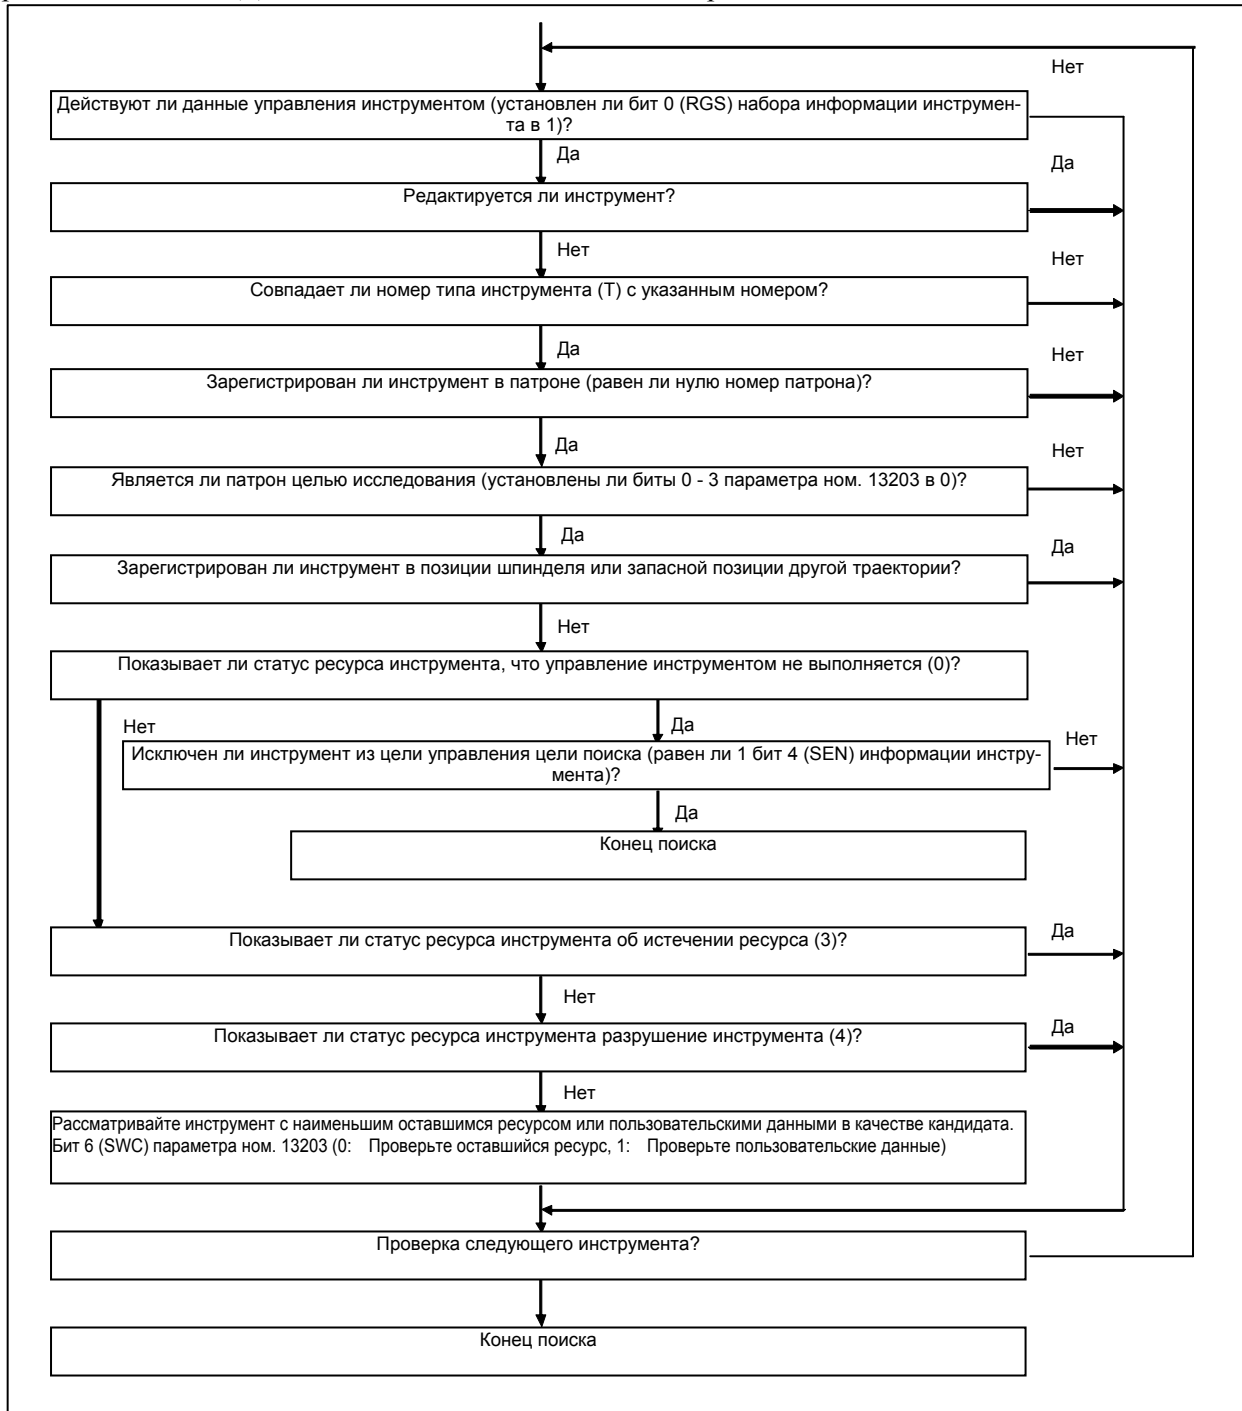 Нет
Действуют ли данные управления инструментом (установлен ли бит 0 (RGS) набора информации инструмен-
та в 1)?
Да
Да
Редактируется ли инструмент?
Нет
Нет
Совпадает ли номер типа инструмента (T) с указанным номером?
Да
Нет
Зарегистрирован ли инструмент в патроне (равен ли нулю номер патрона)?
Да
Нет
Является ли патрон целью исследования (установлены ли биты 0 - 3 параметра ном. 13203 в 0)?
Да
Да
Зарегистрирован ли инструмент в позиции шпинделя или запасной позиции другой траектории?
Нет
Показывает ли статус ресурса инструмента, что управление инструментом не выполняется (0)?
Нет
Да
Нет
Исключен ли инструмент из цели управления цели поиска (равен ли 1 бит 4 (SEN) информации инстру-
мента)?
Да
Конец поиска
Да
Показывает ли статус ресурса инструмента об истечении ресурса (3)?
Нет
Да
Показывает ли статус ресурса инструмента разрушение инструмента (4)?
Нет
Рассматривайте инструмент с наименьшим оставшимся ресурсом или пользовательскими данными в качестве кандидата.
Бит 6 (SWC) параметра ном. 13203 (0: Проверьте оставшийся ресурс, 1: Проверьте пользовательские данные)
Проверка следующего инструмента?
Конец поиска